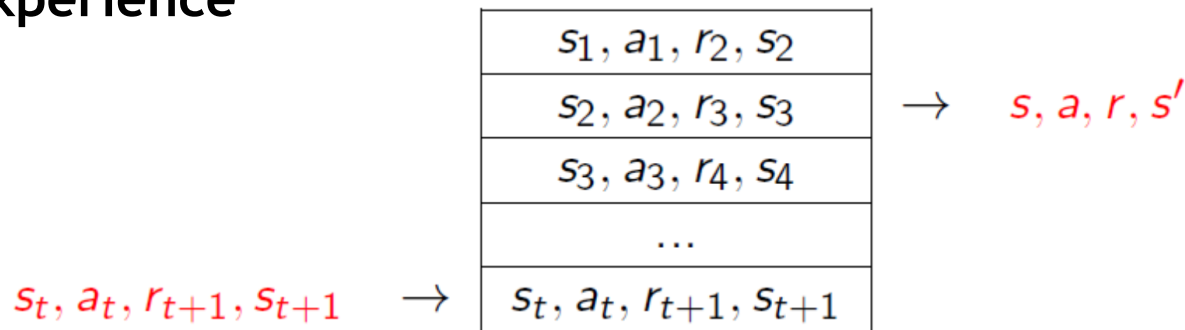 s₁, a₁, r₂, s₂
s₂, a₂, r₃, s₃ → s, a, r, s′
s₃, a₃, r₄, s₄
...
sₜ, aₜ, rₜ₊₁, sₜ₊₁ → sₜ, aₜ, rₜ₊₁, sₜ₊₁